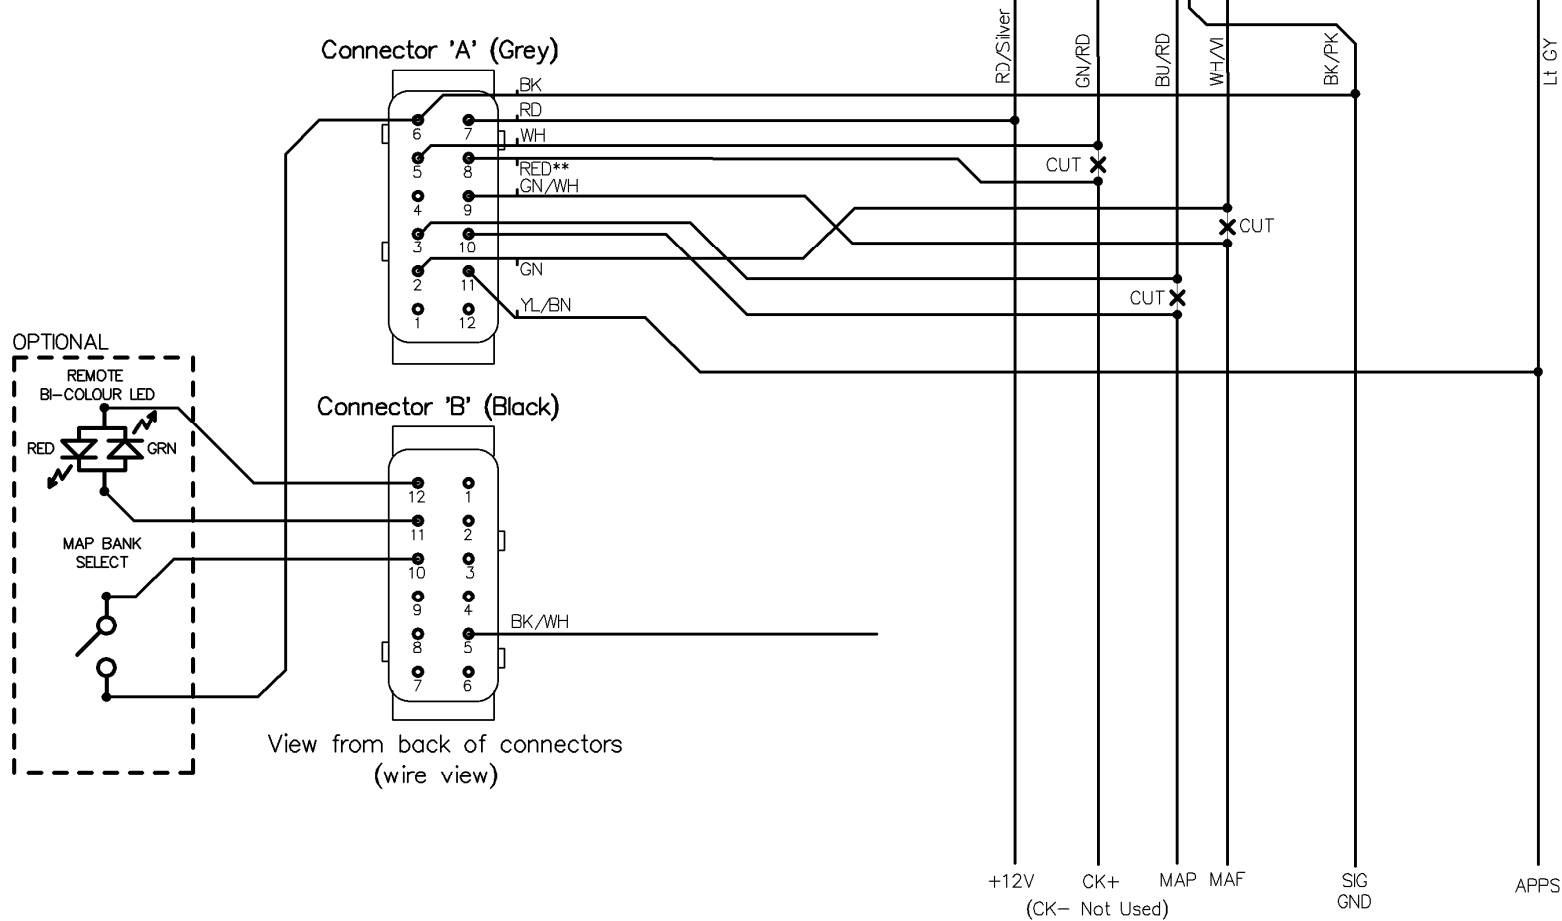 RD/Silver
GN/RD
BU/RD
WH/VI
BK/PK
Lt GY
Connector 'A' (Grey)
BK
RD
WH
RED**
GN/WH
GN
YL/BN
6 7
5 8
4 9
3 10
2 11
1 12
CUT
CUT
CUT
OPTIONAL
REMOTE
BI-COLOUR LED
RED
GRN
MAP BANK
SELECT
Connector 'B' (Black)
12 1
11 2
10 3
9 4
8 5
7 6
BK/WH
View from back of connectors
(wire view)
+12V
CK+
MAP
MAF
SIG
GND
APPS
(CK- Not Used)